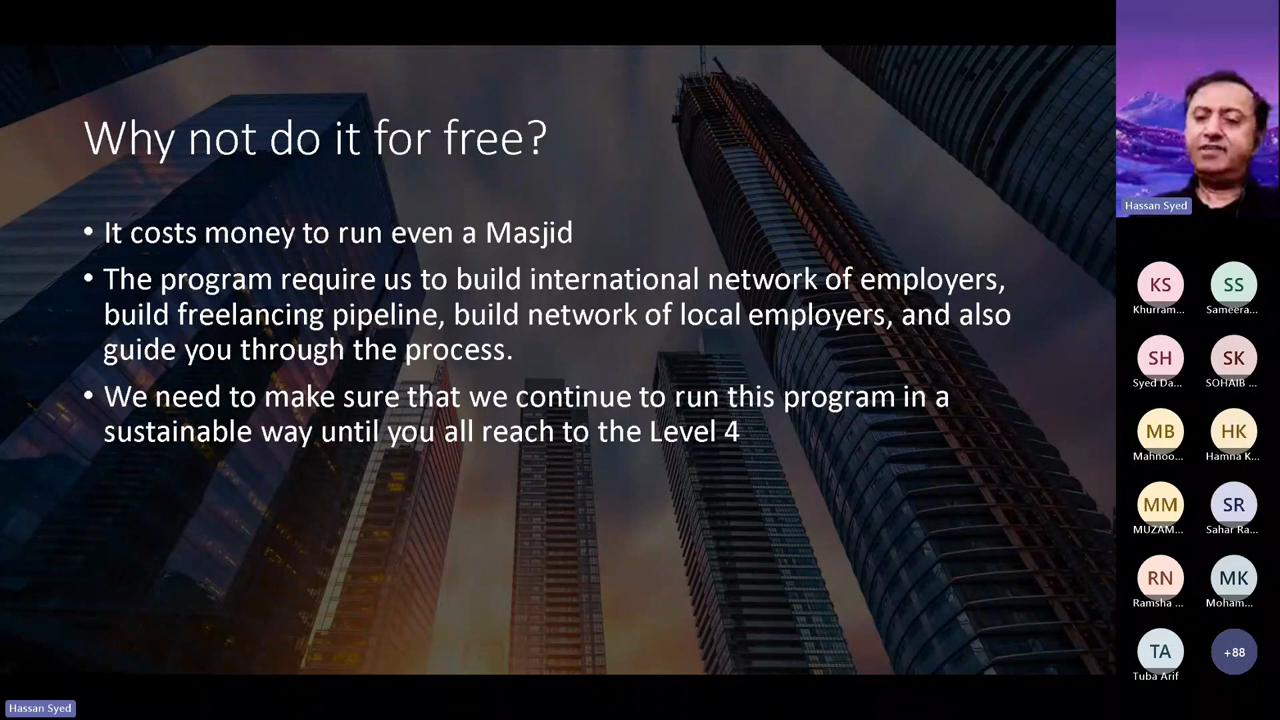 Why not do it for free?
• It costs money to run even a Masjid
• The program require us to build international network of employers,
build freelancing pipeline, build network of local employers, and also
guide you through the process.
• We need to make sure that we continue to run this program in a
sustainable way until you all reach to the Level 4
Hassan Syed
KS SS
Khurram... Sameera...
SH SK
Syed Da... SOHAIB ...
MB HK
Mahnoo... Hamna K...
MM SR
MUZAM... Sahar Ra...
RN MK
Ramsha ... Moham...
TA +88
Tuba Arif
Hassan Syed